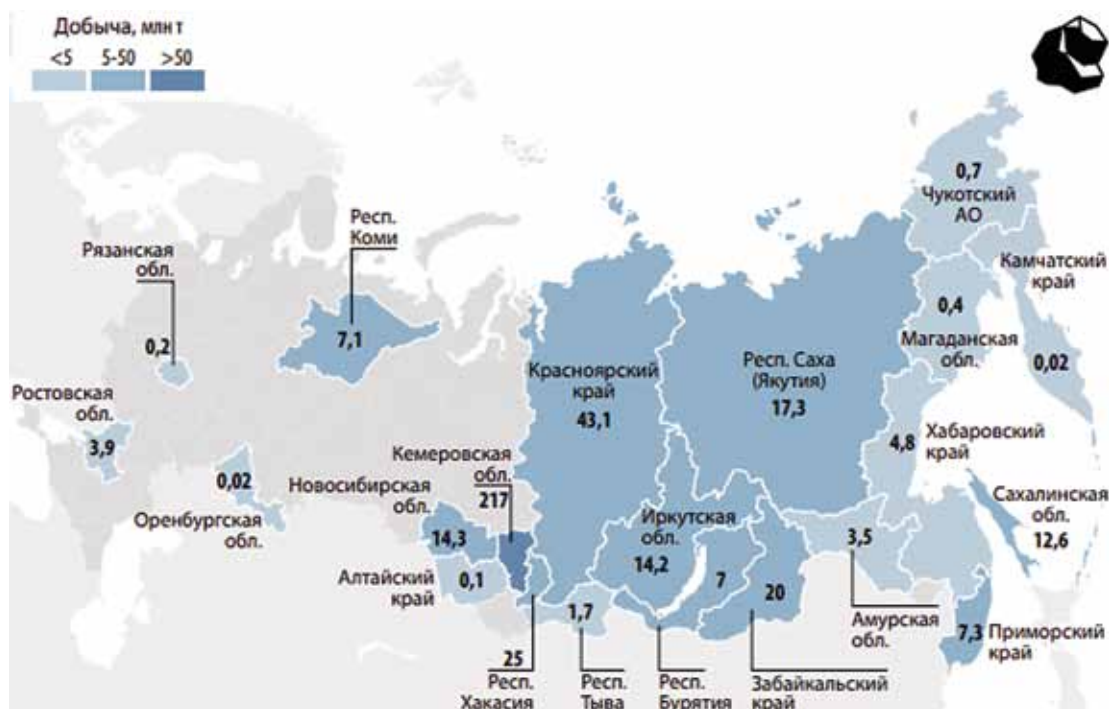 Добыча, млн т
<5 5-50 >50
0,7
Чукотский
АО
Респ.
Коми
7,1
Рязанская
обл.
0,2
Камчатский
край
0,02
0,4
Магаданская
обл.
Респ. Саха
(Якутия)
17,3
Красноярский
край
43,1
Ростовская
обл.
3,9
Хабаровский
край
4,8
Кемеровская
обл.
217
Новосибирская
обл.
14,3
0,02
Оренбургская
обл.
Сахалинская
обл.
12,6
Иркутская
обл.
14,2
3,5
Амурская
обл.
Алтайский
край
0,1
7
20
1,7
7,3
Приморский
край
25
Респ.
Хакасия
Респ.
Тыва
Респ.
Бурятия
Забайкальский
край